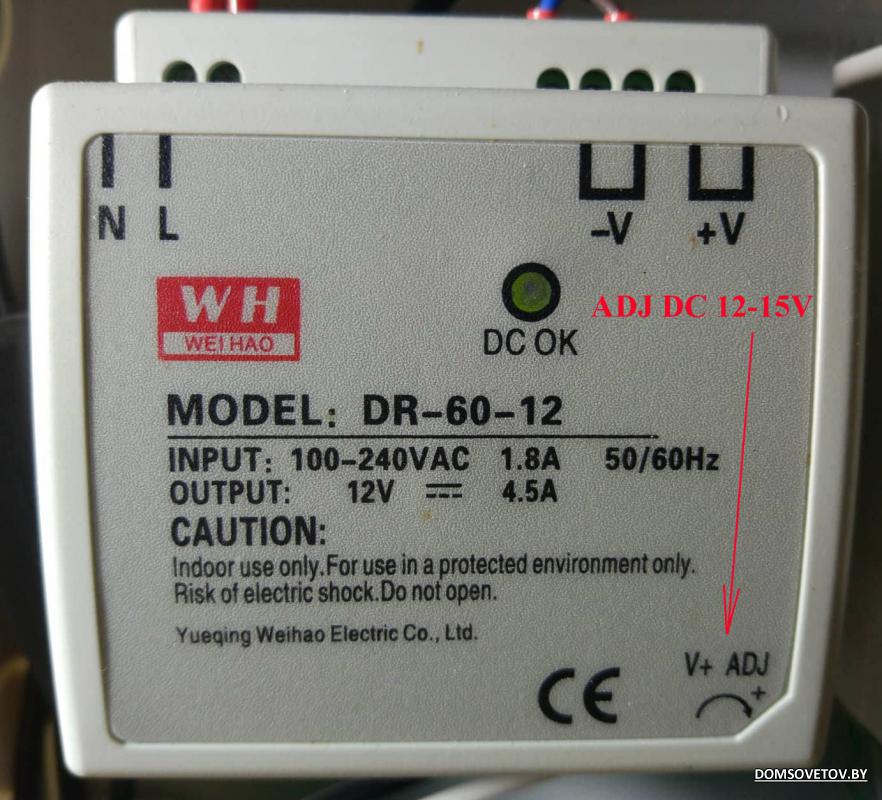 N L
-V +V
WH
WEI HAO
DC OK
ADJ DC 12-15V
MODEL: DR-60-12
INPUT: 100-240VAC 1.8A 50/60Hz
OUTPUT: 12V ⎓ 4.5A
CAUTION:
Indoor use only.For use in a protected environment only.
Risk of electric shock.Do not open.
Yueqing Weihao Electric Co., Ltd.
CE
V+ ADJ
+
DOMSOVETOV.BY